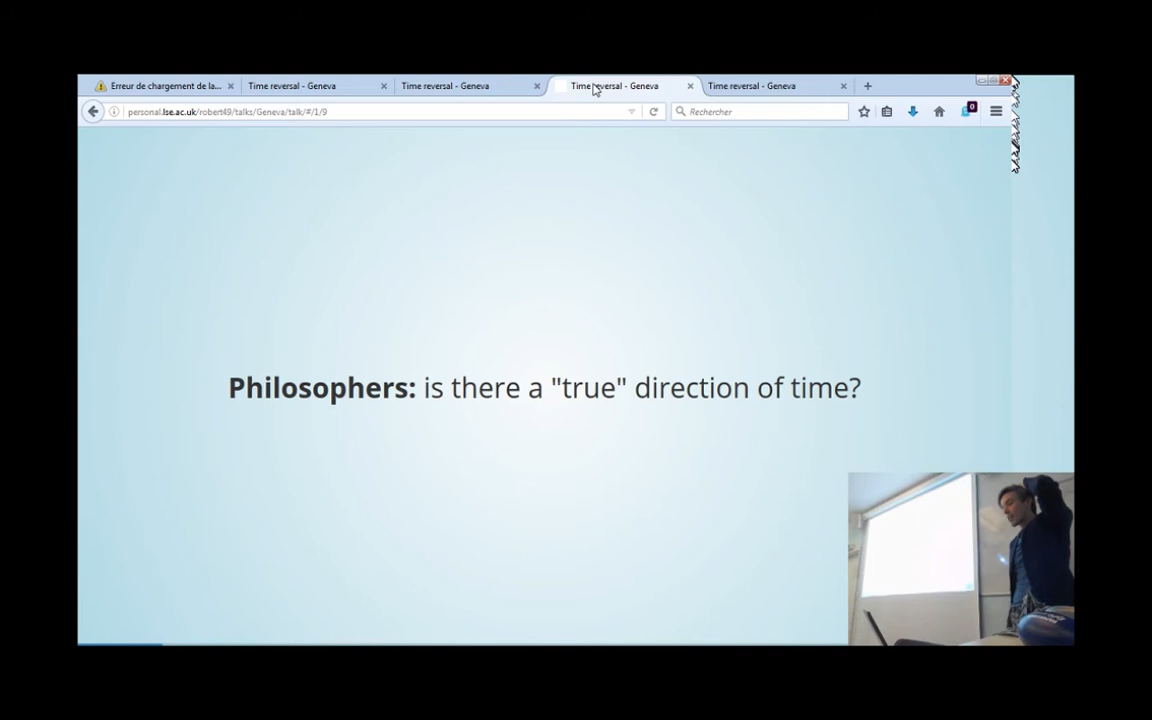 Erreur de chargement de la...
Time reversal - Geneva
Time reversal - Geneva
Time reversal - Geneva
Time reversal - Geneva
personal.lse.ac.uk/robert49/talks/Geneva/talk/#/1/9
Rechercher
0
Philosophers: is there a "true" direction of time?